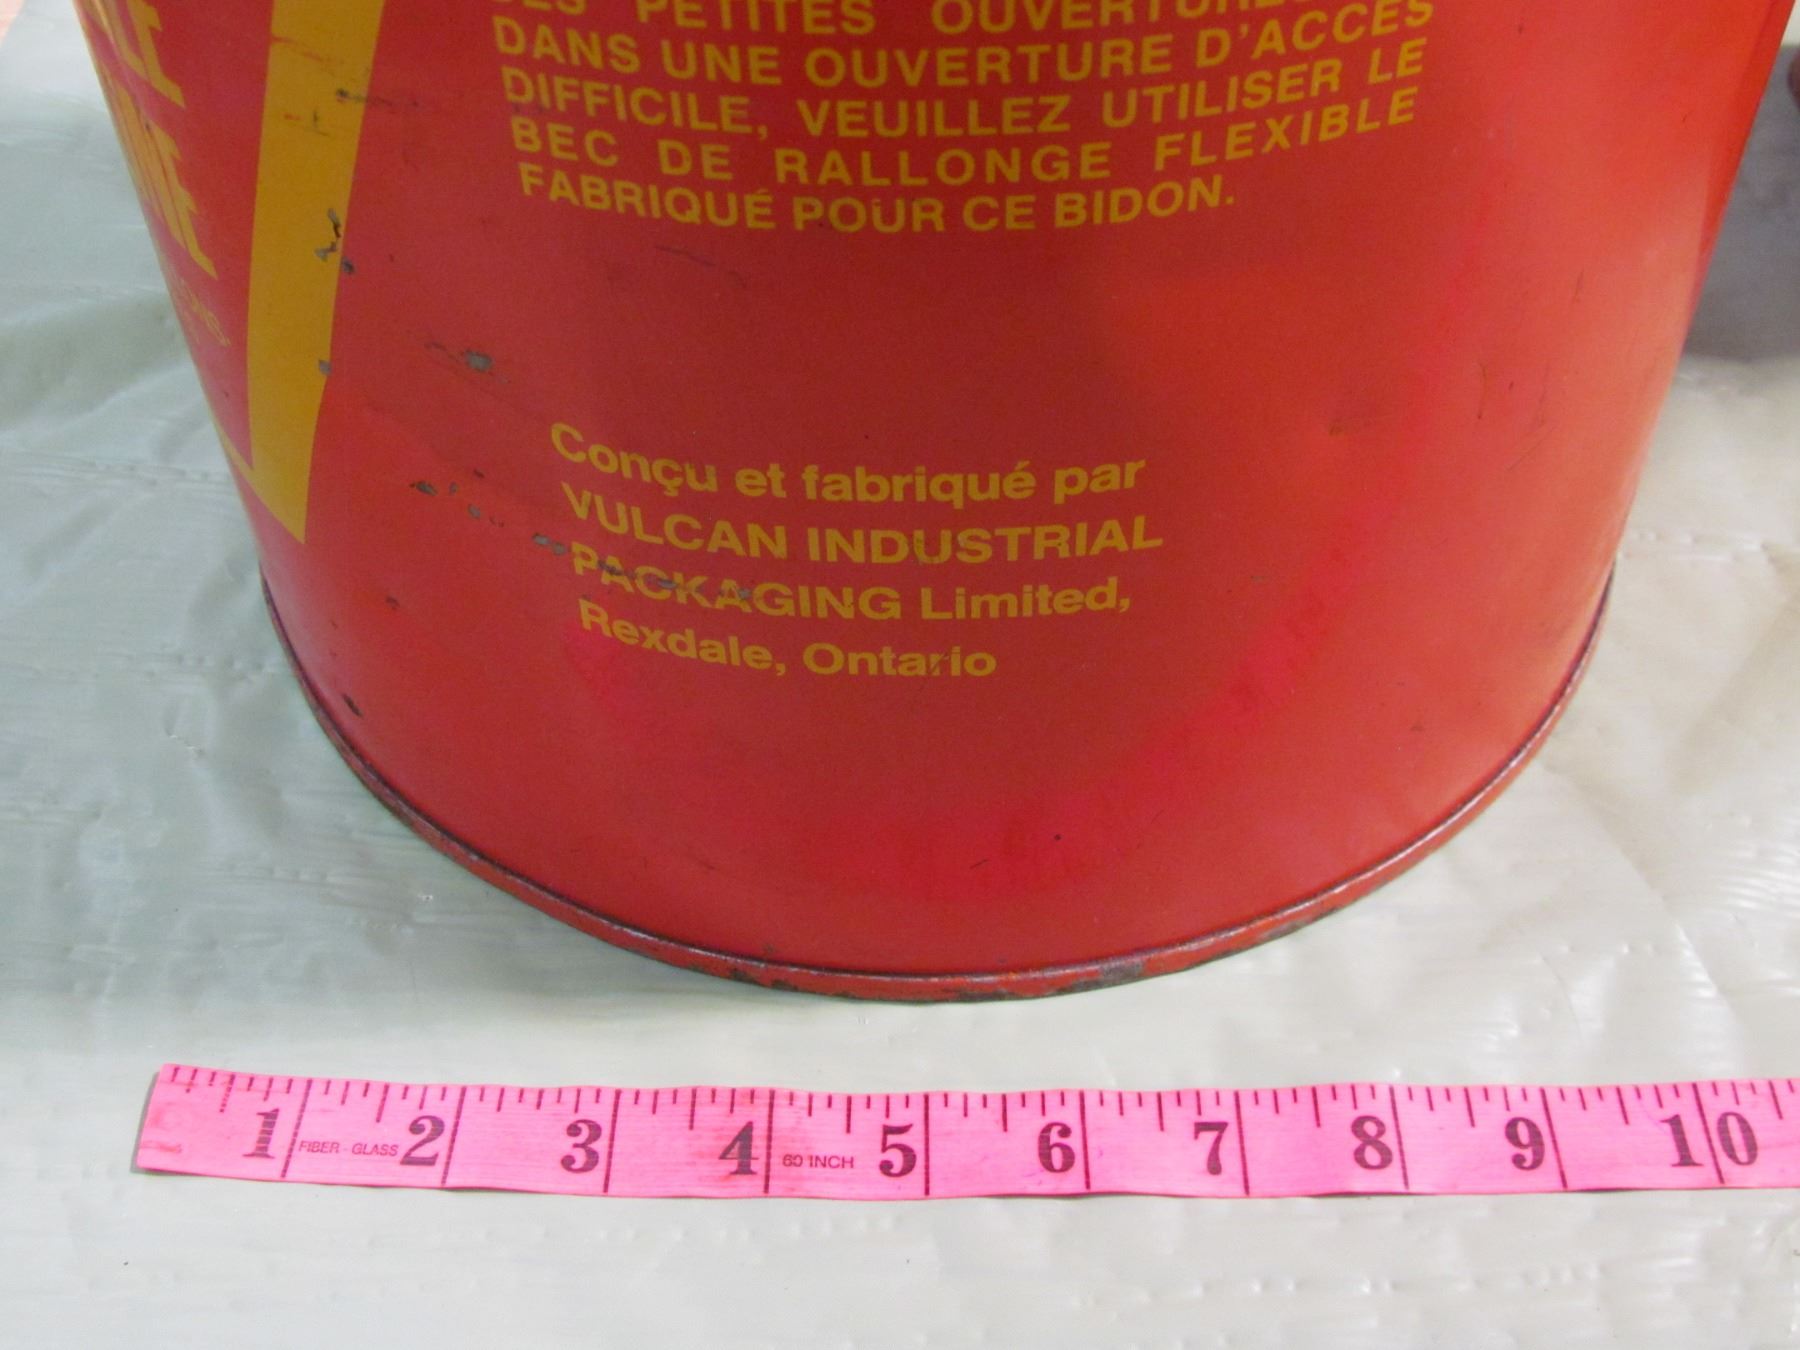 PETITES
DANS UNE OUVERTURE D'ACCÈS
DIFFICILE, VEUILLEZ UTILISER LE
BEC DE RALLONGE FLEXIBLE
FABRIQUÉ POUR CE BIDON.
Conçu et fabriqué par
VULCAN INDUSTRIAL
PACKAGING Limited,
Rexdale, Ontario
1 FIBER-GLASS 2 3 4 60 INCH 5 6 7 8 9 10